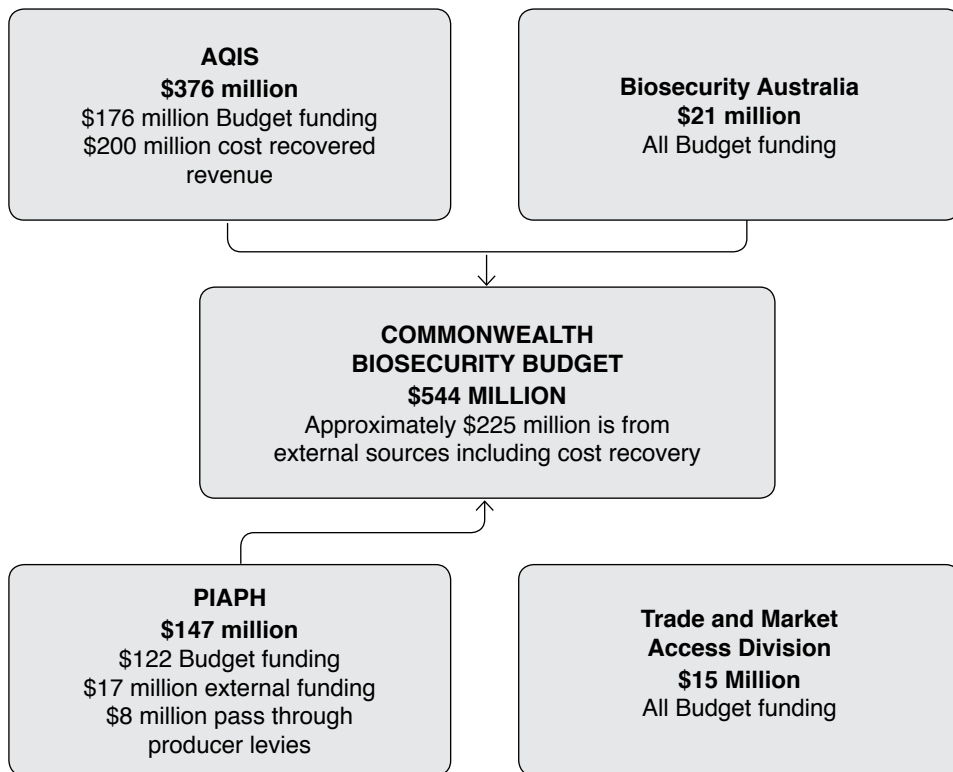 AQIS
$376 million
$176 million Budget funding
$200 million cost recovered
revenue
Biosecurity Australia
$21 million
All Budget funding
COMMONWEALTH
BIOSECURITY BUDGET
$544 MILLION
Approximately $225 million is from
external sources including cost recovery
PIAPH
$147 million
$122 Budget funding
$17 million external funding
$8 million pass through
producer levies
Trade and Market
Access Division
$15 Million
All Budget funding